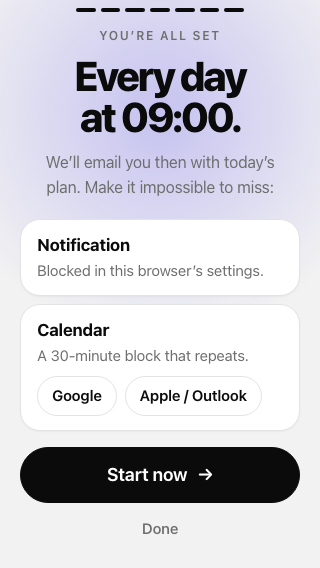 YOU’RE ALL SET
Every day
at 09:00.
We’ll email you then with today’s
plan. Make it impossible to miss:
Notification
Blocked in this browser’s settings.
Calendar
A 30-minute block that repeats.
Google
Apple / Outlook
Start now →
Done